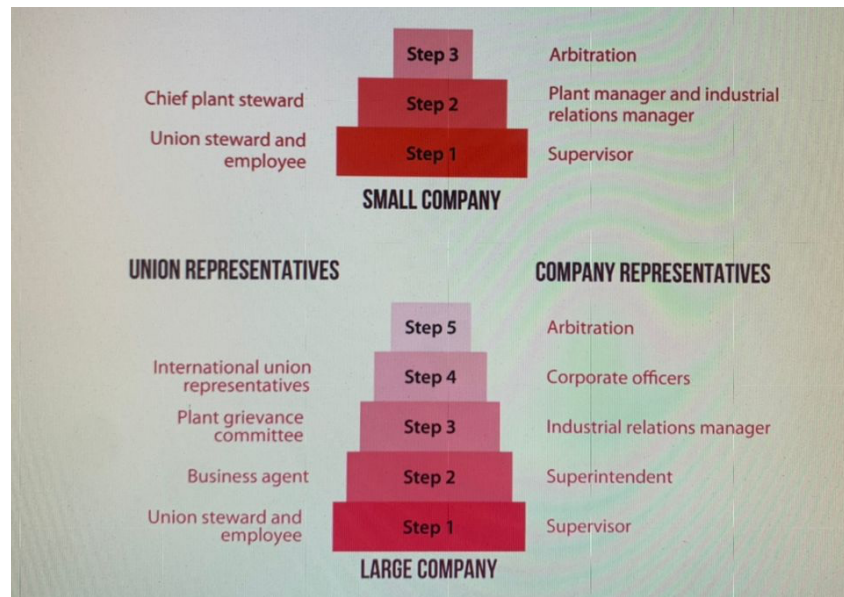 Step 3
Arbitration
Chief plant steward
Step 2
Plant manager and industrial
relations manager
Union steward and
employee
Step 1
Supervisor
SMALL COMPANY
UNION REPRESENTATIVES
COMPANY REPRESENTATIVES
Step 5
Arbitration
International union
representatives
Step 4
Corporate officers
Plant grievance
committee
Step 3
Industrial relations manager
Business agent
Step 2
Superintendent
Union steward and
employee
Step 1
Supervisor
LARGE COMPANY